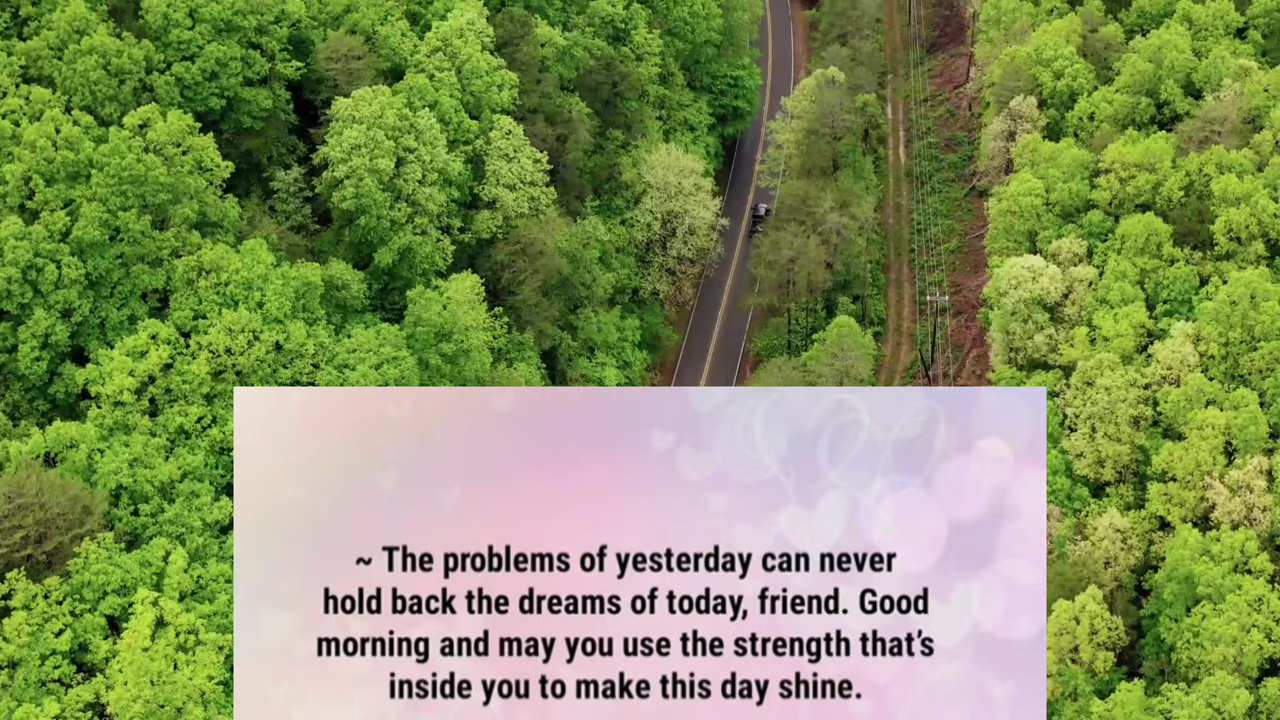 ~ The problems of yesterday can never
hold back the dreams of today, friend. Good
morning and may you use the strength that’s
inside you to make this day shine.